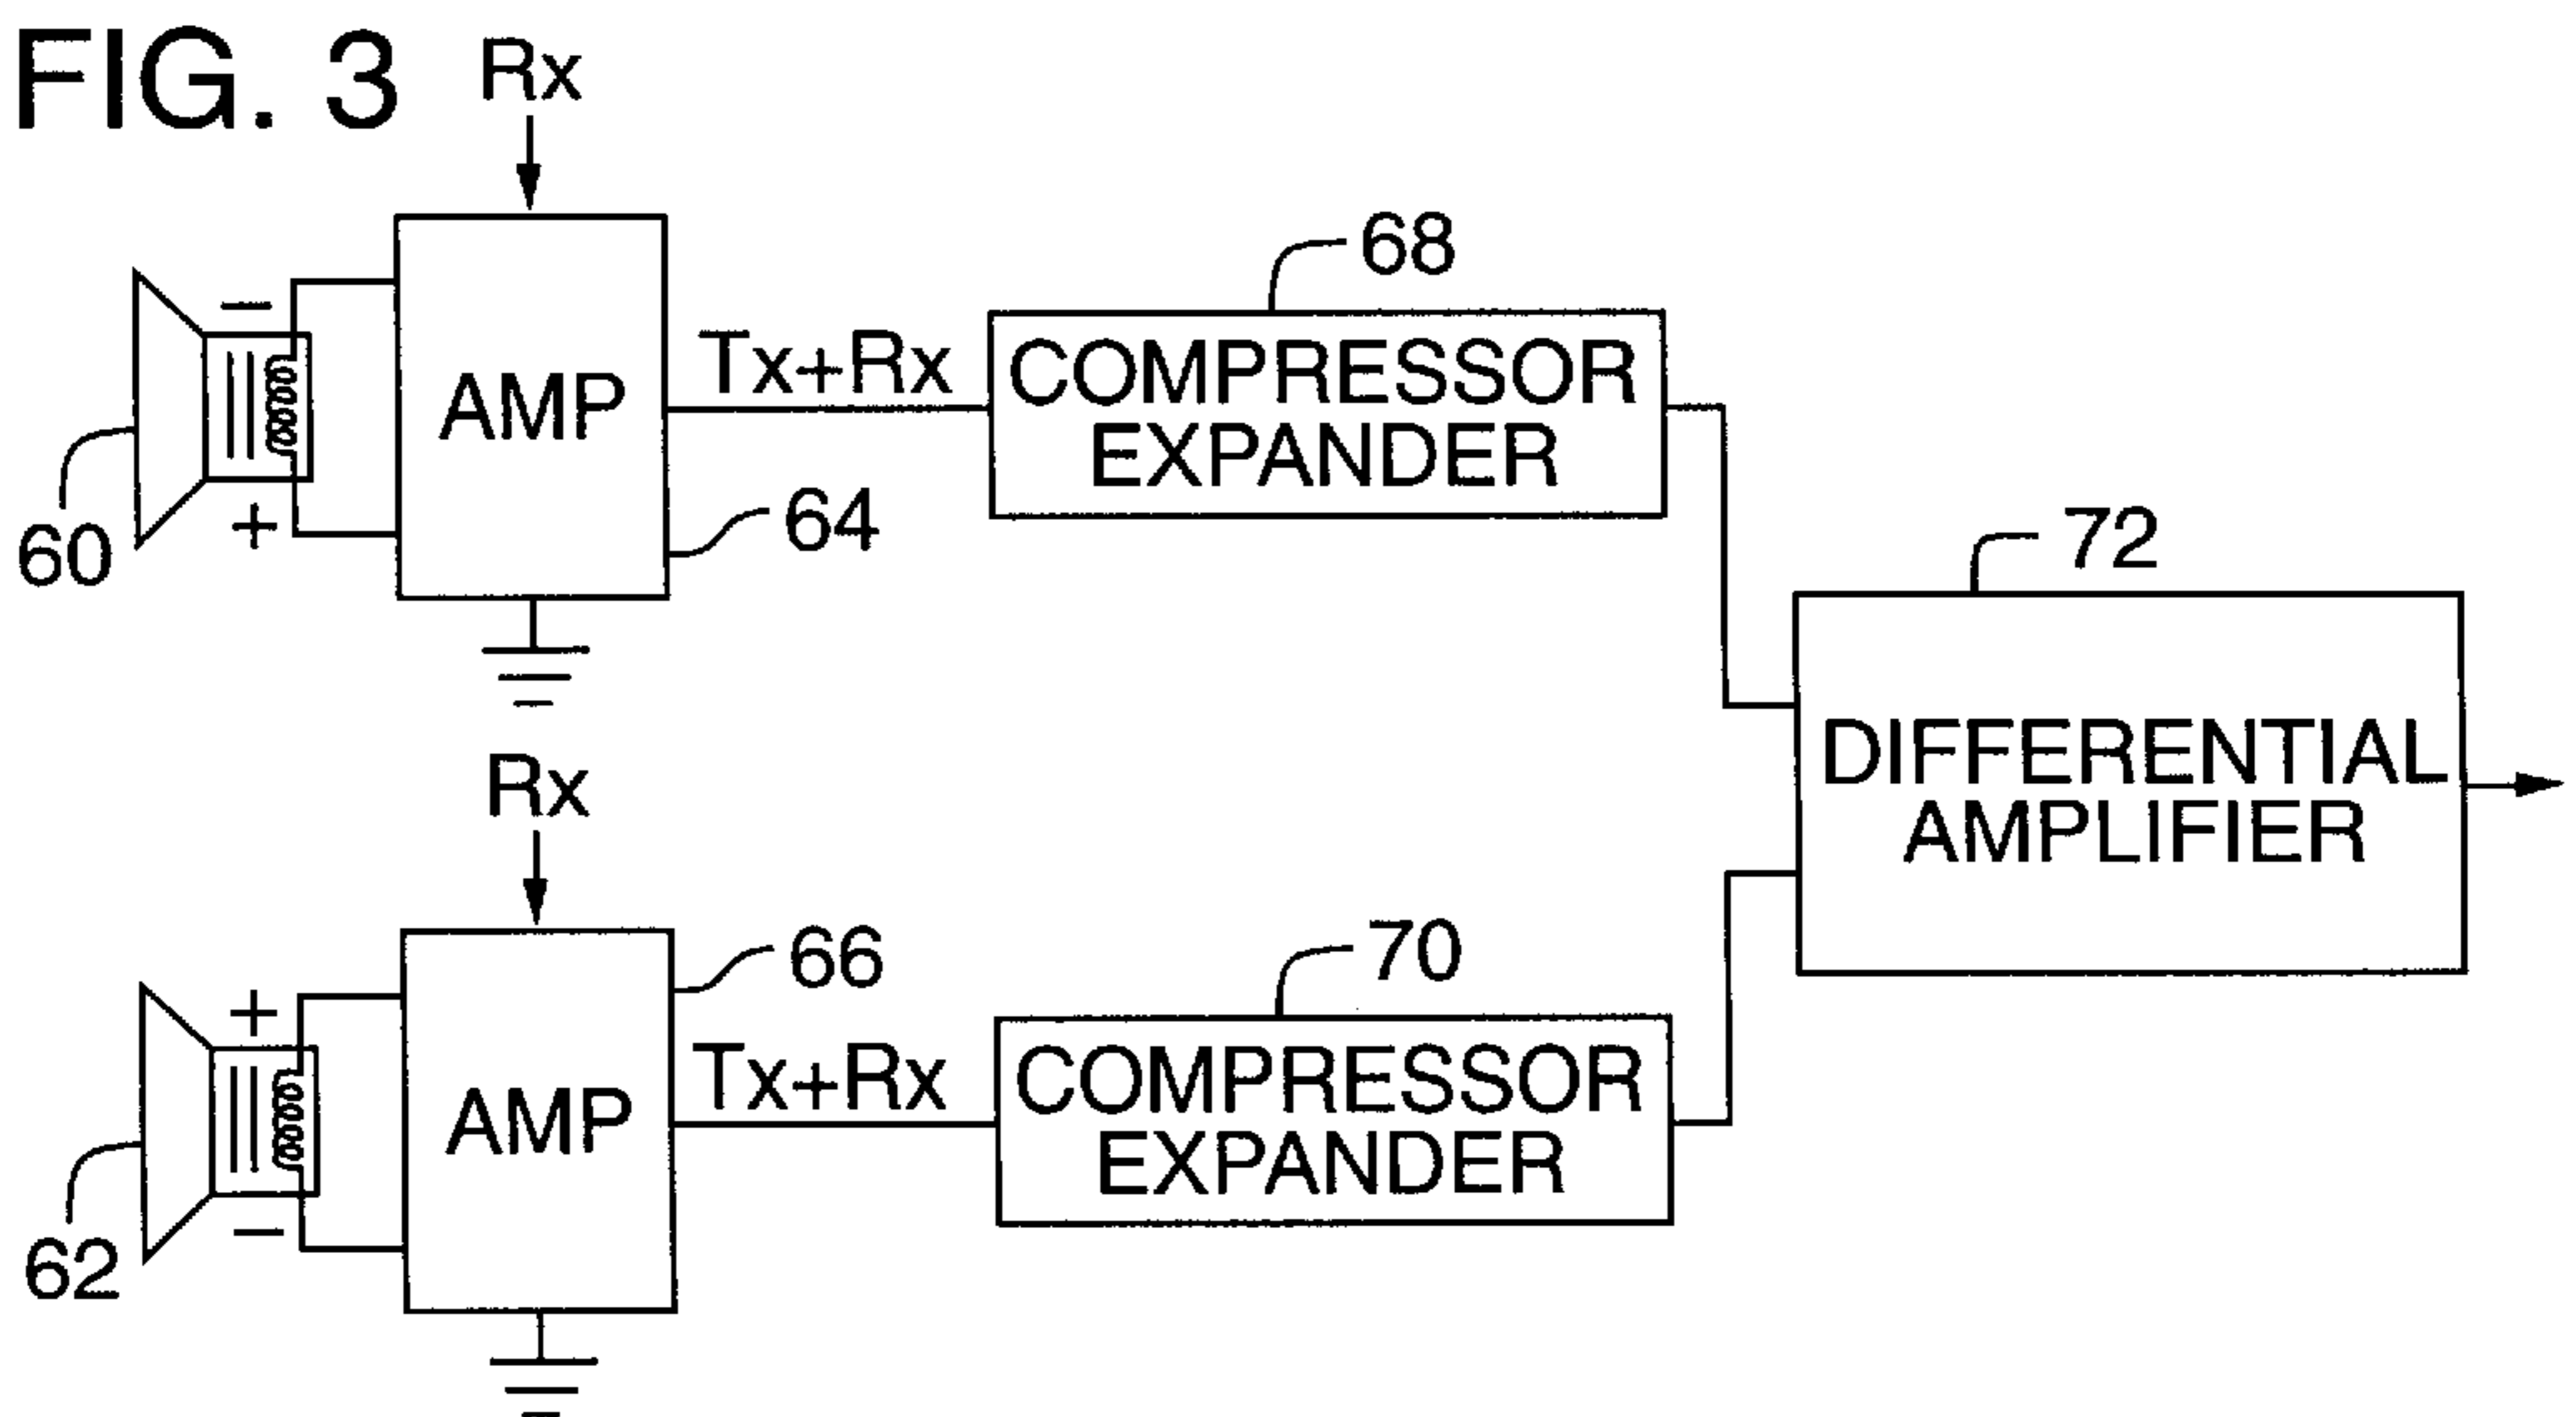 FIG. 3
Rx
68
Tx+Rx
COMPRESSOR
EXPANDER
AMP
−
+
60
64
72
DIFFERENTIAL
AMPLIFIER
Rx
66
70
+
−
Tx+Rx
COMPRESSOR
EXPANDER
AMP
62